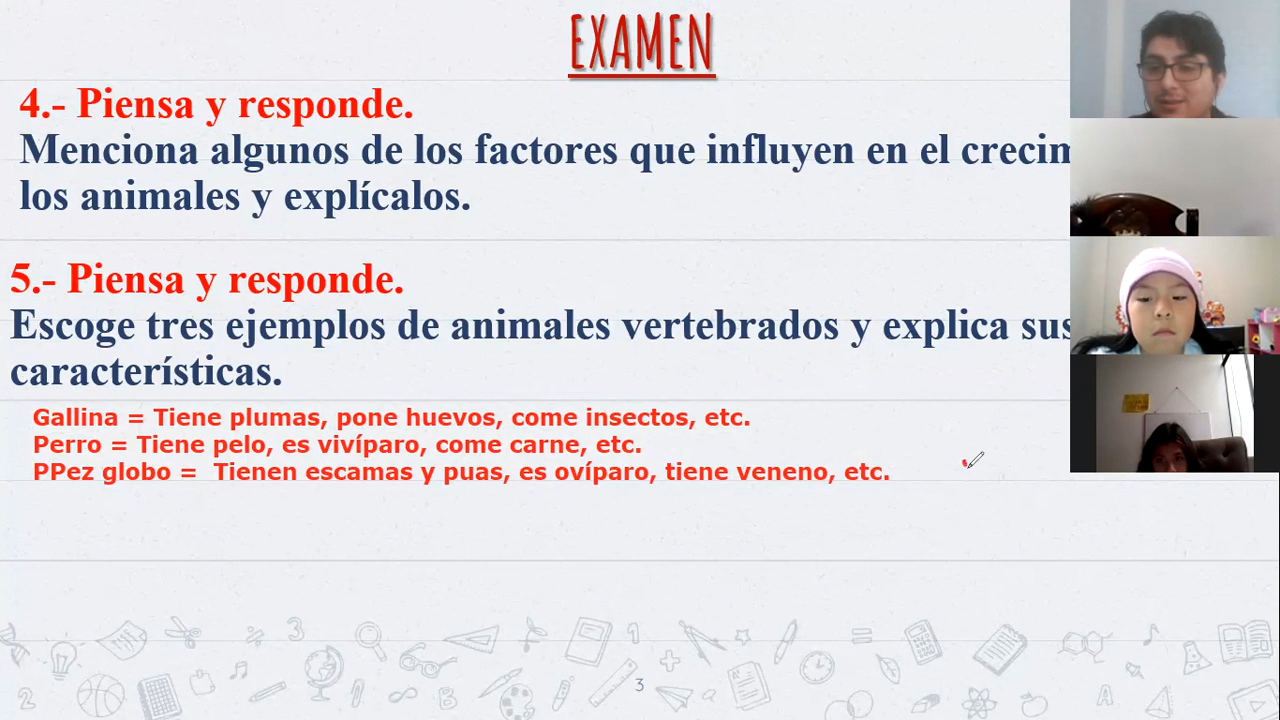 EXAMEN
4.- Piensa y responde.
Menciona algunos de los factores que influyen en el
los animales y explícalos.
5.- Piensa y responde.
Escoge tres ejemplos de animales vertebrados y explica sus
características.
Gallina = Tiene plumas, pone huevos, come insectos, etc.
Perro = Tiene pelo, es vivíparo, come carne, etc.
PPez globo = Tienen escamas y puas, es ovíparo, tiene veneno, etc.
3